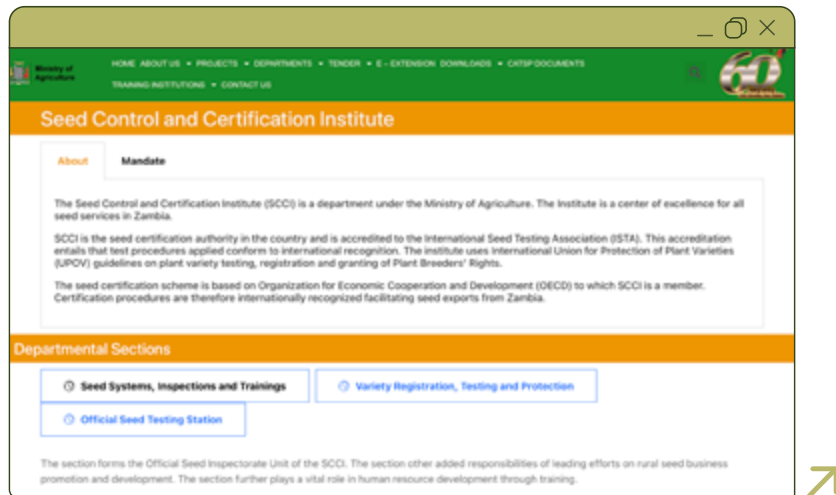 Ministry of
Agriculture
HOME ABOUT US PROJECTS DEPARTMENTS TENDER E - EXTENSION DOWNLOADS CATSP DOCUMENTS
TRAINING INSTITUTIONS CONTACT US
60
Seed Control and Certification Institute
About Mandate
The Seed Control and Certification Institute (SCCI) is a department under the Ministry of Agriculture. The Institute is a center of excellence for all
seed services in Zambia.
SCCI is the seed certification authority in the country and is accredited to the International Seed Testing Association (ISTA). This accreditation
entails that test procedures applied conform to international recognition. The institute uses International Union for Protection of Plant Varieties
(UPOV) guidelines on plant variety testing, registration and granting of Plant Breeders' Rights.
The seed certification scheme is based on Organization for Economic Cooperation and Development (OECD) to which SCCI is a member.
Certification procedures are therefore internationally recognized facilitating seed exports from Zambia.
Departmental Sections
Seed Systems, Inspections and Trainings Variety Registration, Testing and Protection
Official Seed Testing Station
The section forms the Official Seed Inspectorate Unit of the SCCI. The section other added responsibilities of leading efforts on rural seed business
promotion and development. The section further plays a vital role in human resource development through training.